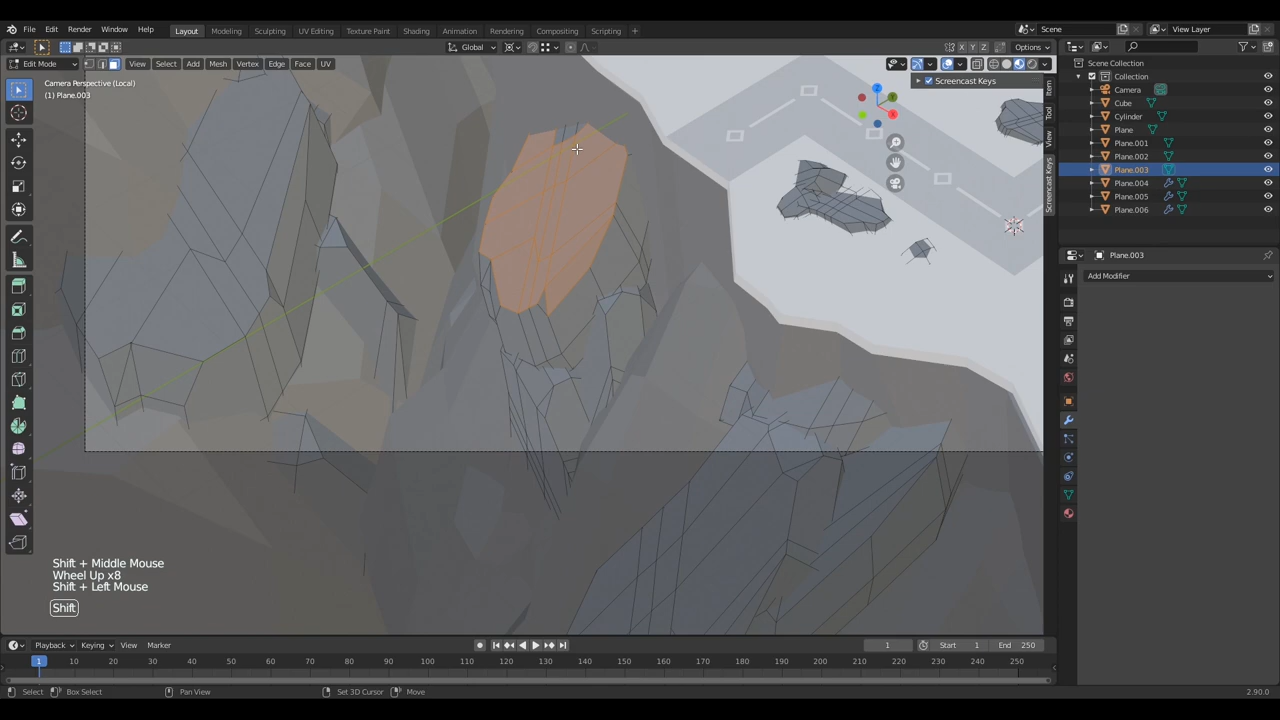 File Edit Render Window Help Layout Modeling Sculpting UV Editing Texture Paint Shading Animation Rendering Compositing Scripting Scene View Layer
Global X Y Z Options
Edit Mode View Select Add Mesh Vertex Edge Face UV
Camera Perspective (Local)
(1) Plane.003
Screencast Keys
Item
Tool
View
Screencast Keys
Scene Collection
Collection
Camera
Cube
Cylinder
Plane
Plane.001
Plane.002
Plane.003
Plane.004
Plane.005
Plane.006
Plane.003
Add Modifier
Shift + Middle Mouse
Wheel Up x8
Shift + Left Mouse
Shift
Playback Keying View Marker 1 Start 1 End 250
1 10 20 30 40 50 60 70 80 90 100 110 120 130 140 150 160 170 180 190 200 210 220 230 240 250
Select Box Select Pan View Set 3D Cursor Move 2.90.0